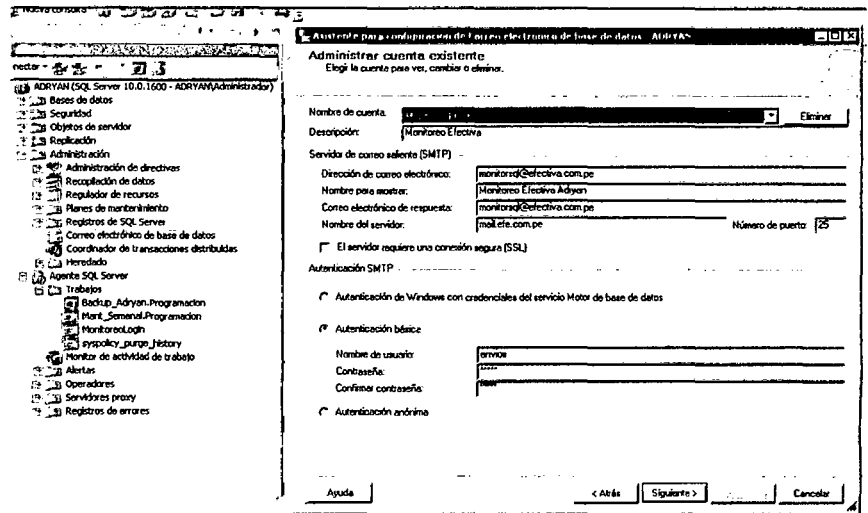 Nueva consulta
Asistente para configuración de Correo electrónico de base de datos - ADRYAN
Administrar cuenta existente
Elegir la cuenta para ver, cambiar o eliminar.
nectar
ADRYAN (SQL Server 10.0.1600 - ADRYAN\Administrador)
Bases de datos
Seguridad
Objetos de servidor
Replicación
Administración
Administración de directivas
Recopilación de datos
Regulador de recursos
Planes de mantenimiento
Registros de SQL Server
Correo electrónico de base de datos
Coordinador de transacciones distribuidas
Heredado
Agente SQL Server
Trabajos
Backup_Adryan.Programacion
Mant_Semanal.Programacion
MonitoreoLogin
syspolicy_purge_history
Monitor de actividad de trabajo
Alertas
Operadores
Servidores proxy
Registros de errores
Nombre de cuenta:
Eliminar
Descripción: Monitoreo Efectiva
Servidor de correo saliente (SMTP)
Dirección de correo electrónico: monitorsql@efectiva.com.pe
Nombre para mostrar: Monitoreo Efectiva Adryan
Correo electrónico de respuesta: monitorsql@efectiva.com.pe
Nombre del servidor: mail.efe.com.pe Número de puerto: 25
El servidor requiere una conexión segura (SSL)
Autenticación SMTP
Autenticación de Windows con credenciales del servicio Motor de base de datos
Autenticación básica
Nombre de usuario: envios
Contraseña: *****
Confirmar contraseña:
Autenticación anónima
Ayuda
< Atrás
Siguiente >
Cancelar